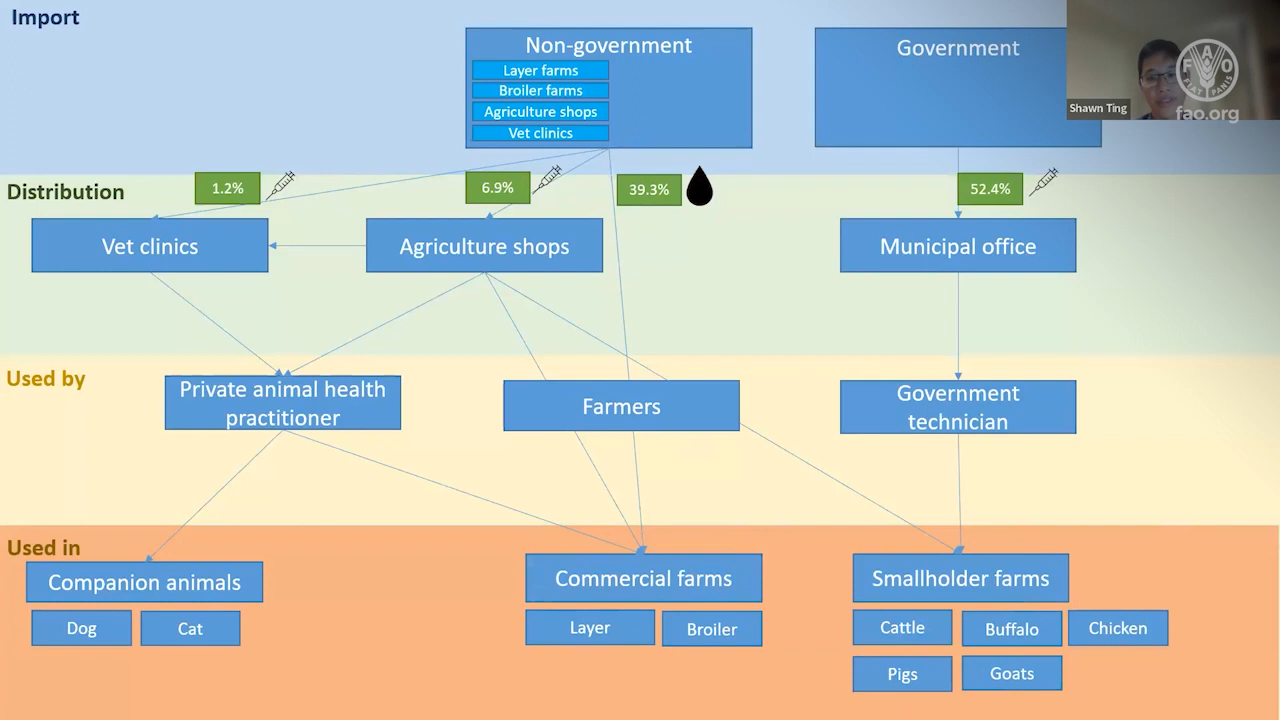 Import
Non-government
Layer farms
Broiler farms
Agriculture shops
Vet clinics
Government
Shawn Ting
F A O
FIAT PANIS
fao.org
Distribution
1.2%
6.9%
39.3%
52.4%
Vet clinics
Agriculture shops
Municipal office
Used by
Private animal health
practitioner
Farmers
Government
technician
Used in
Companion animals
Dog
Cat
Commercial farms
Layer
Broiler
Smallholder farms
Cattle
Buffalo
Chicken
Pigs
Goats